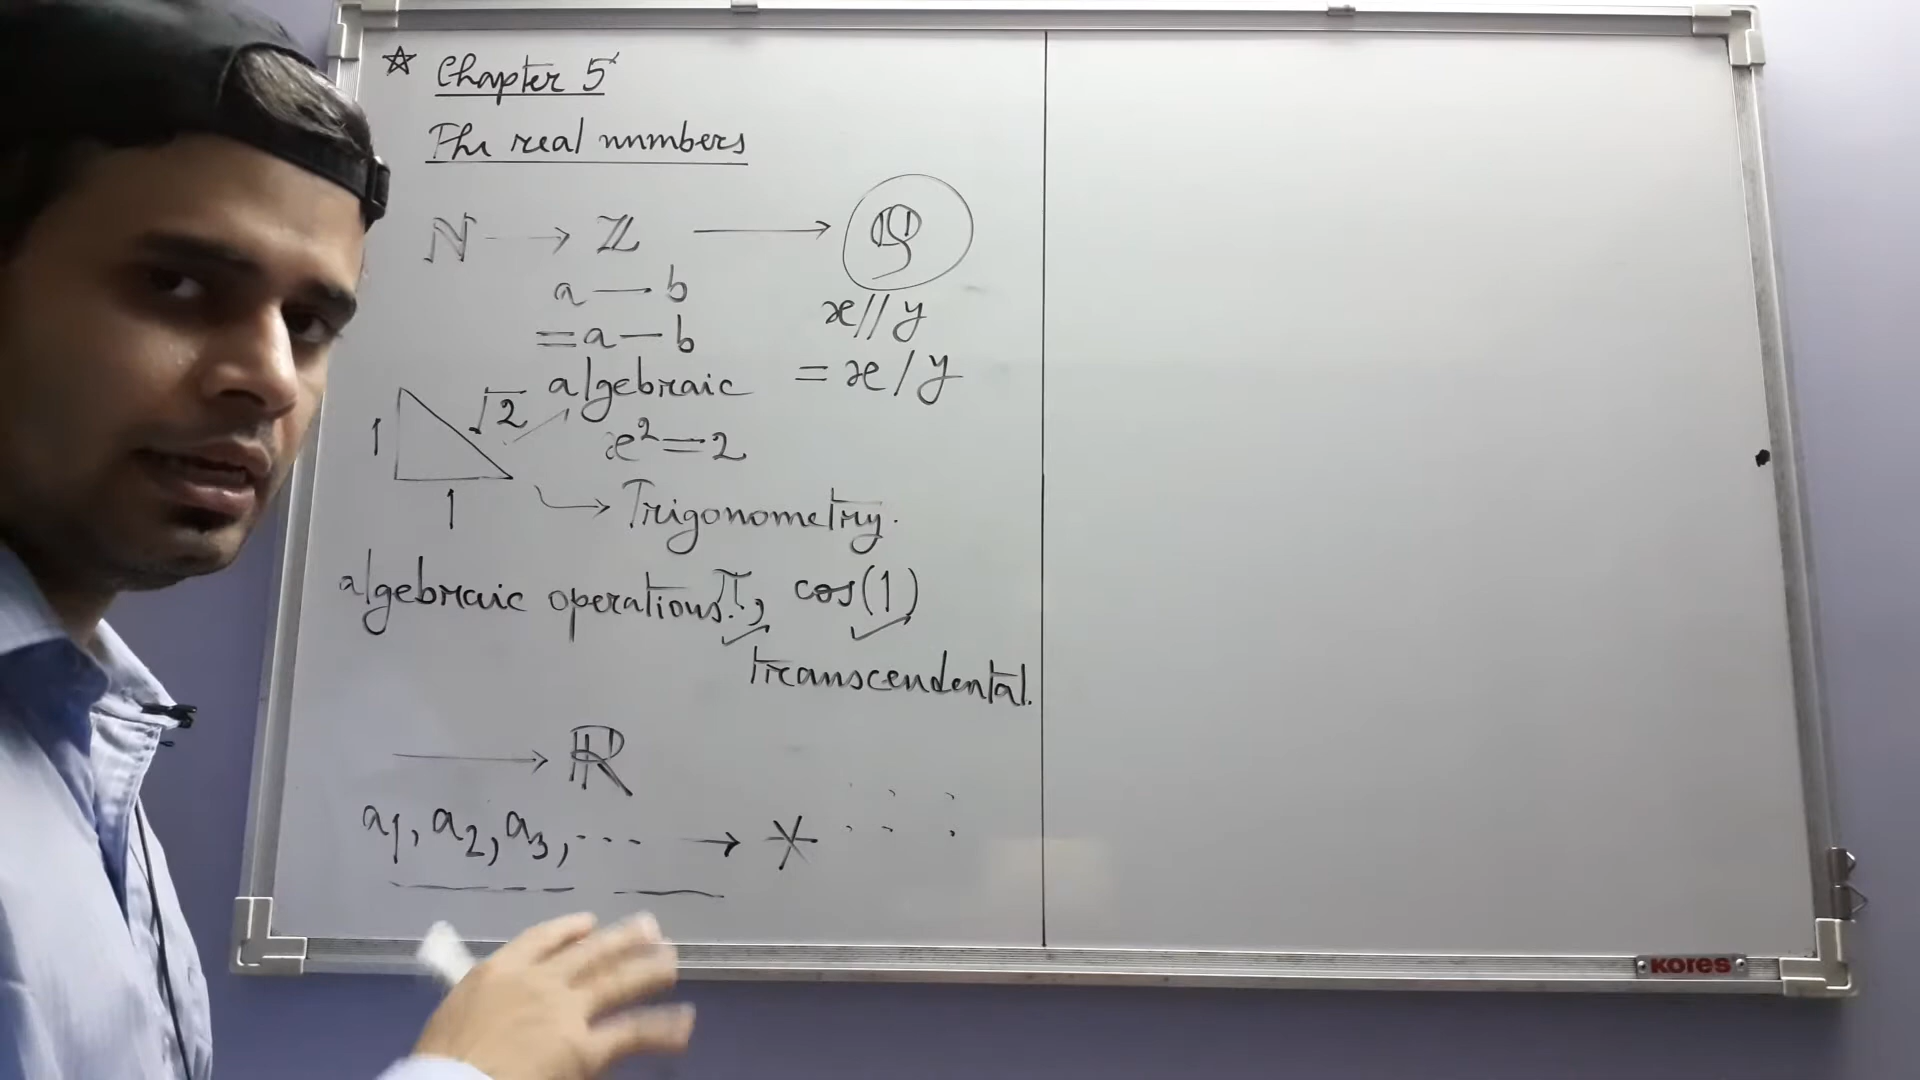 ☆ Chapter 5
The real numbers
ℕ → ℤ → ℚ
a — b
= a — b
x // y
= x / y
algebraic
√2
1
x² = 2
1
→ Trigonometry.
algebraic operations. π, cos(1)
transcendental.
→ ℝ
a1, a2, a3, ... → *
KORES